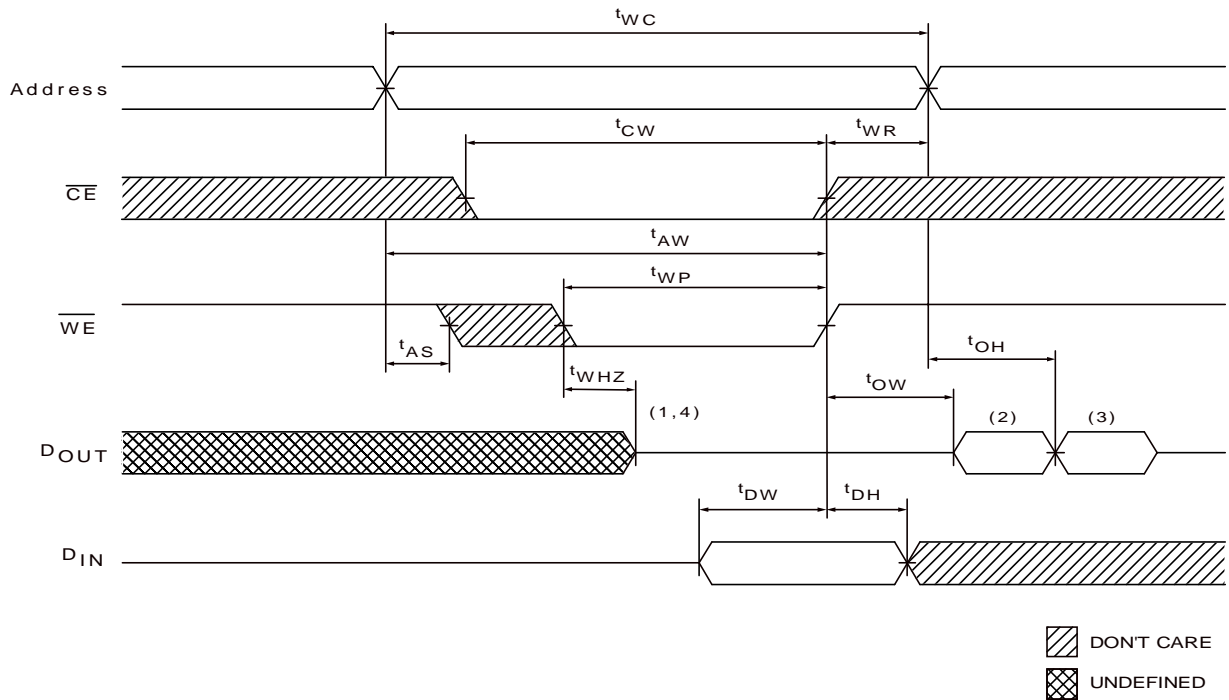 tWC
Address
tCW
tWR
CE
tAW
tWP
WE
tAS
tOH
tWHZ
tOW
(1,4)
(2)
(3)
DOUT
tDW
tDH
DIN
DON'T CARE
UNDEFINED